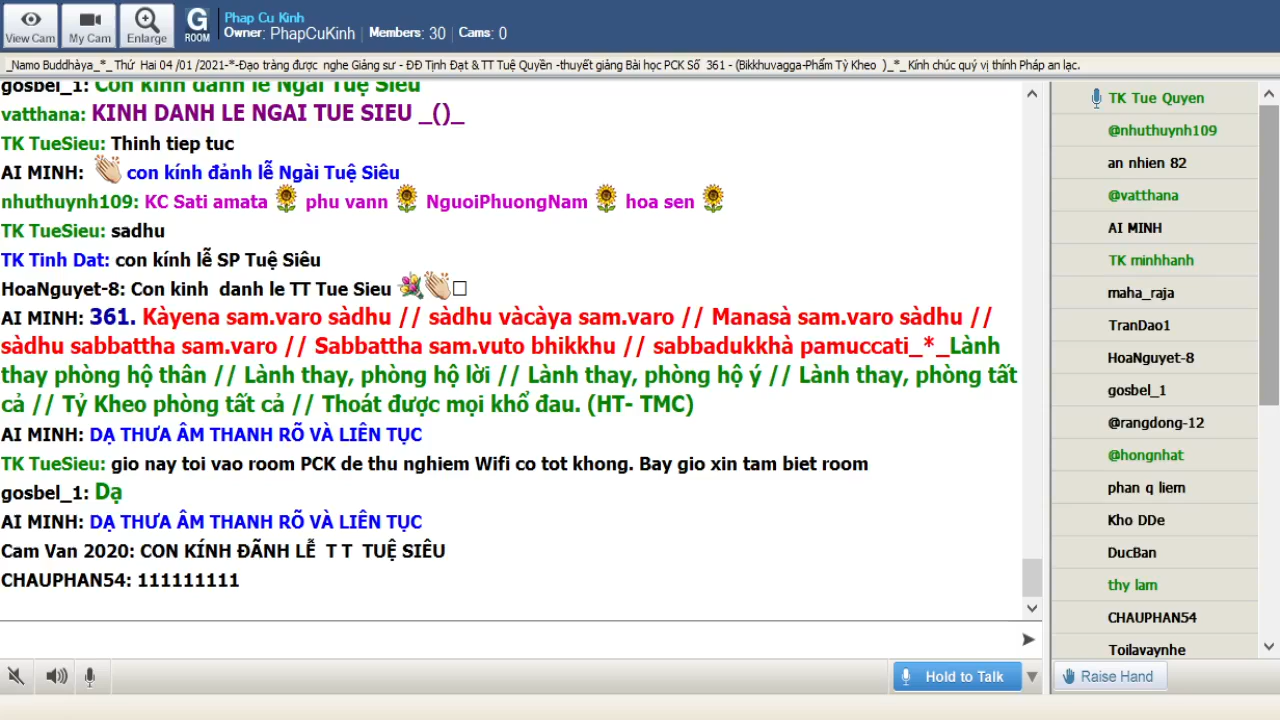 View Cam
My Cam
Enlarge
G
ROOM
Phap Cu Kinh
Owner: PhapCuKinh | Members: 30 | Cams: 0
_Namo Buddhàya_*_ Thứ Hai 04 /01 /2021-*-Đạo tràng được nghe Giảng sư - ĐĐ Tịnh Đạt & TT Tuệ Quyền -thuyết giảng Bài học PCK Số 361 - (Bikkhuvagga-Phẩm Tỳ Kheo )_*_ Kính chúc quý vị thính Pháp an lạc.
gosbel_1: Con kính đảnh lễ Ngài Tuệ Siêu
vatthana: KINH DANH LE NGAI TUE SIEU _()_
TK TueSieu: Thinh tiep tuc
AI MINH: con kính đảnh lễ Ngài Tuệ Siêu
nhuthuynh109: KC Sati amata phu vann NguoiPhuongNam hoa sen
TK TueSieu: sadhu
TK Tinh Dat: con kính lễ SP Tuệ Siêu
HoaNguyet-8: Con kinh danh le TT Tue Sieu
AI MINH: 361. Kàyena sam.varo sàdhu // sàdhu vàcàya sam.varo // Manasà sam.varo sàdhu //
sàdhu sabbattha sam.varo // Sabbattha sam.vuto bhikkhu // sabbadukkhà pamuccati_*_Lành
thay phòng hộ thân // Lành thay, phòng hộ lời // Lành thay, phòng hộ ý // Lành thay, phòng tất
cả // Tỷ Kheo phòng tất cả // Thoát được mọi khổ đau. (HT- TMC)
AI MINH: DẠ THƯA ÂM THANH RÕ VÀ LIÊN TỤC
TK TueSieu: gio nay toi vao room PCK de thu nghiem Wifi co tot khong. Bay gio xin tam biet room
gosbel_1: Dạ
AI MINH: DẠ THƯA ÂM THANH RÕ VÀ LIÊN TỤC
Cam Van 2020: CON KÍNH ĐÃNH LỄ T T TUỆ SIÊU
CHAUPHAN54: 111111111
Hold to Talk
TK Tue Quyen
@nhuthuynh109
an nhien 82
@vatthana
AI MINH
TK minhhanh
maha_raja
TranDao1
HoaNguyet-8
gosbel_1
@rangdong-12
@hongnhat
phan q liem
Kho DDe
DucBan
thy lam
CHAUPHAN54
Toilavaynhe
Raise Hand